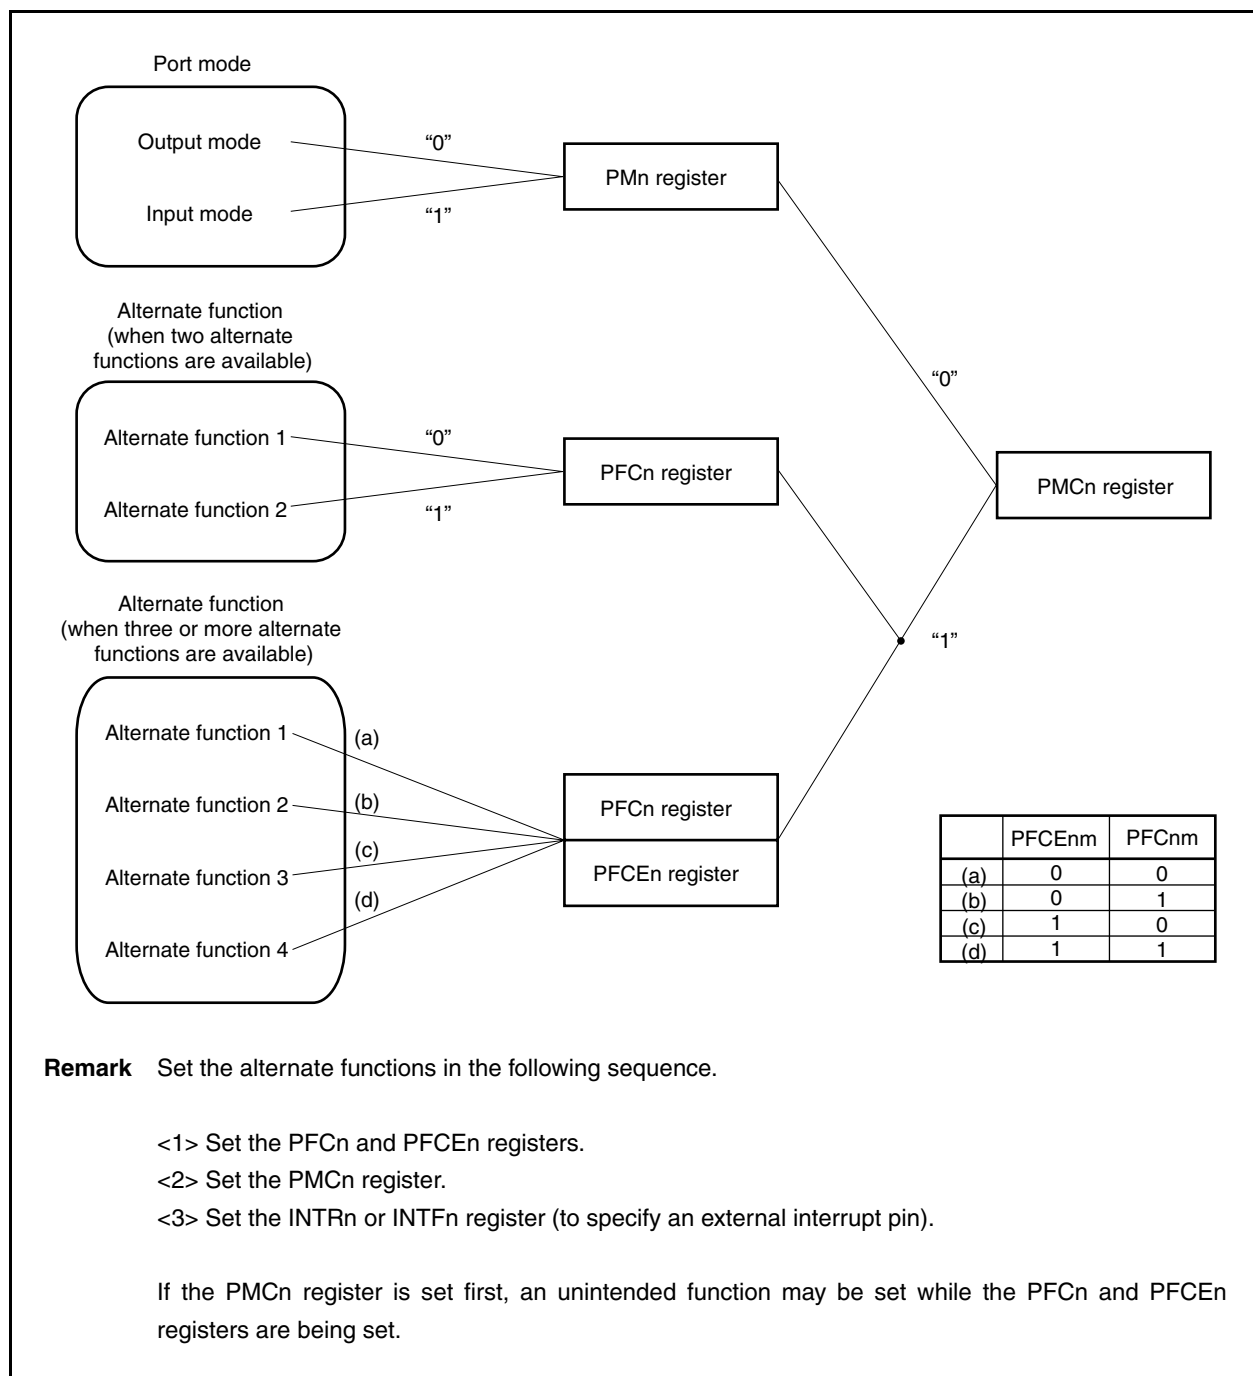 Port mode
Output mode
Input mode
“0”
“1”
PMn register
Alternate function
(when two alternate
functions are available)
Alternate function 1
Alternate function 2
“0”
“1”
PFCn register
“0”
PMCn register
Alternate function
(when three or more alternate
functions are available)
“1”
Alternate function 1
Alternate function 2
Alternate function 3
Alternate function 4
(a)
(b)
(c)
(d)
PFCn register
PFCEn register
PFCEnm PFCnm
(a) 0 0
(b) 0 1
(c) 1 0
(d) 1 1
Remark Set the alternate functions in the following sequence.
<1> Set the PFCn and PFCEn registers.
<2> Set the PMCn register.
<3> Set the INTRn or INTFn register (to specify an external interrupt pin).
If the PMCn register is set first, an unintended function may be set while the PFCn and PFCEn
registers are being set.